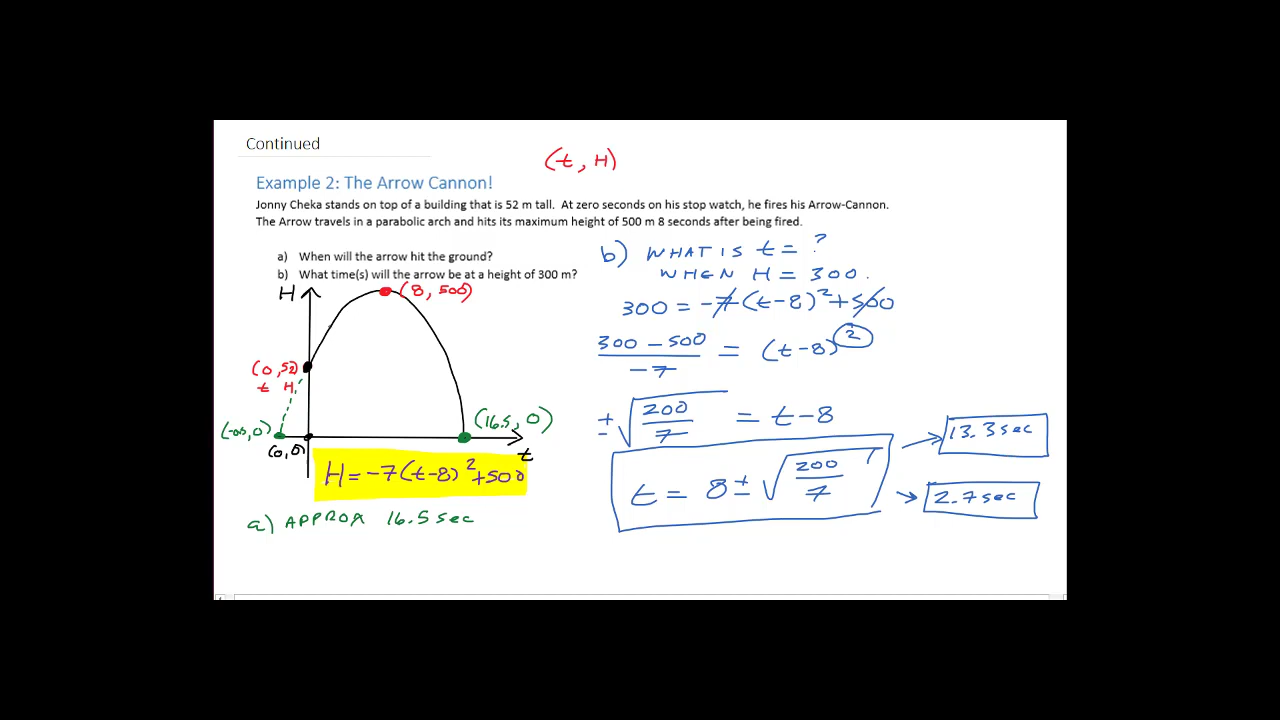 Continued
(t, H)
Example 2: The Arrow Cannon!
Jonny Cheka stands on top of a building that is 52 m tall. At zero seconds on his stop watch, he fires his Arrow-Cannon.
The Arrow travels in a parabolic arch and hits its maximum height of 500 m 8 seconds after being fired.
a) When will the arrow hit the ground?
b) What time(s) will the arrow be at a height of 300 m?
H
(8, 500)
(0, 52)
t H
(-0.5, 0)
(0, 0)
(16.5, 0)
t
H = -7(t-8)²+500
a) APPROX 16.5 sec
b) WHAT IS t = ?
WHEN H = 300.
300 = -7(t-8)²+500
300 - 500
-7
= (t-8)²
± √200/7 = t-8
t = 8 ± √200/7
13.3 sec
2.7 sec